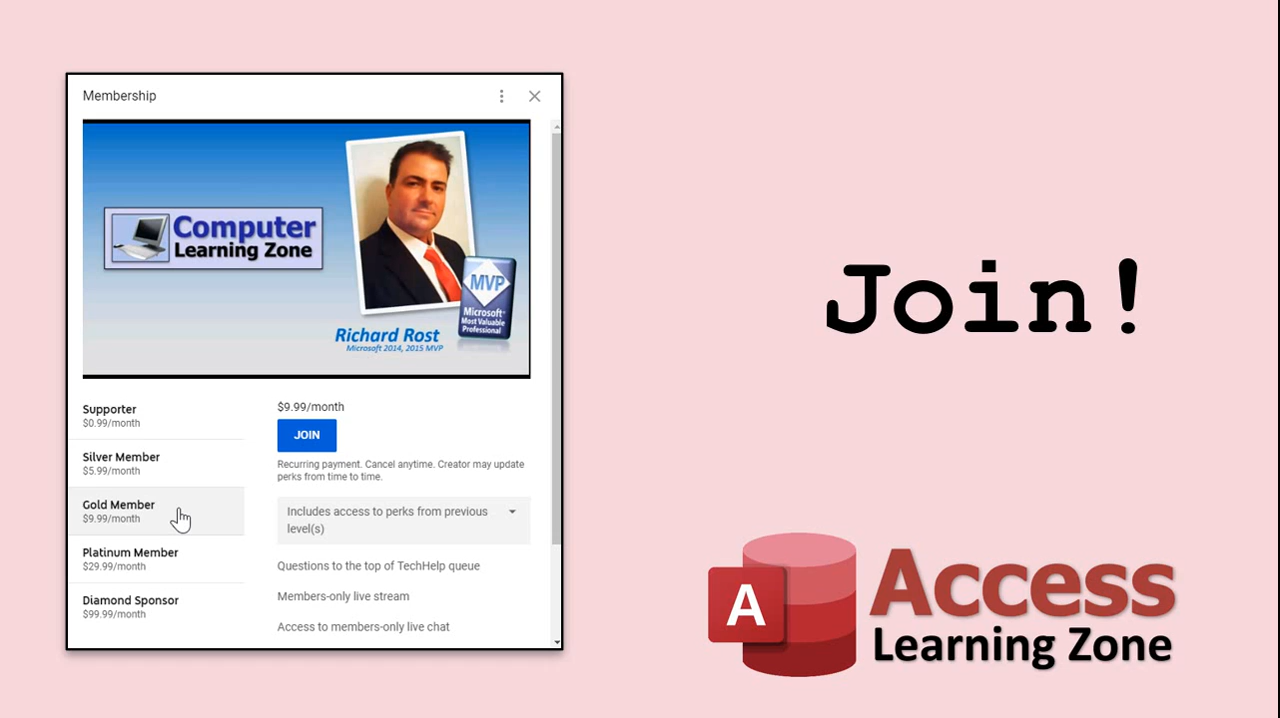 Membership
Computer
Learning Zone
MVP
Microsoft®
Most Valuable
Professional
Richard Rost
Microsoft 2014, 2015 MVP
Supporter
$0.99/month
Silver Member
$5.99/month
Gold Member
$9.99/month
Platinum Member
$29.99/month
Diamond Sponsor
$99.99/month
$9.99/month
JOIN
Recurring payment. Cancel anytime. Creator may update
perks from time to time.
Includes access to perks from previous
level(s)
Questions to the top of TechHelp queue
Members-only live stream
Access to members-only live chat
Join!
A
Access
Learning Zone